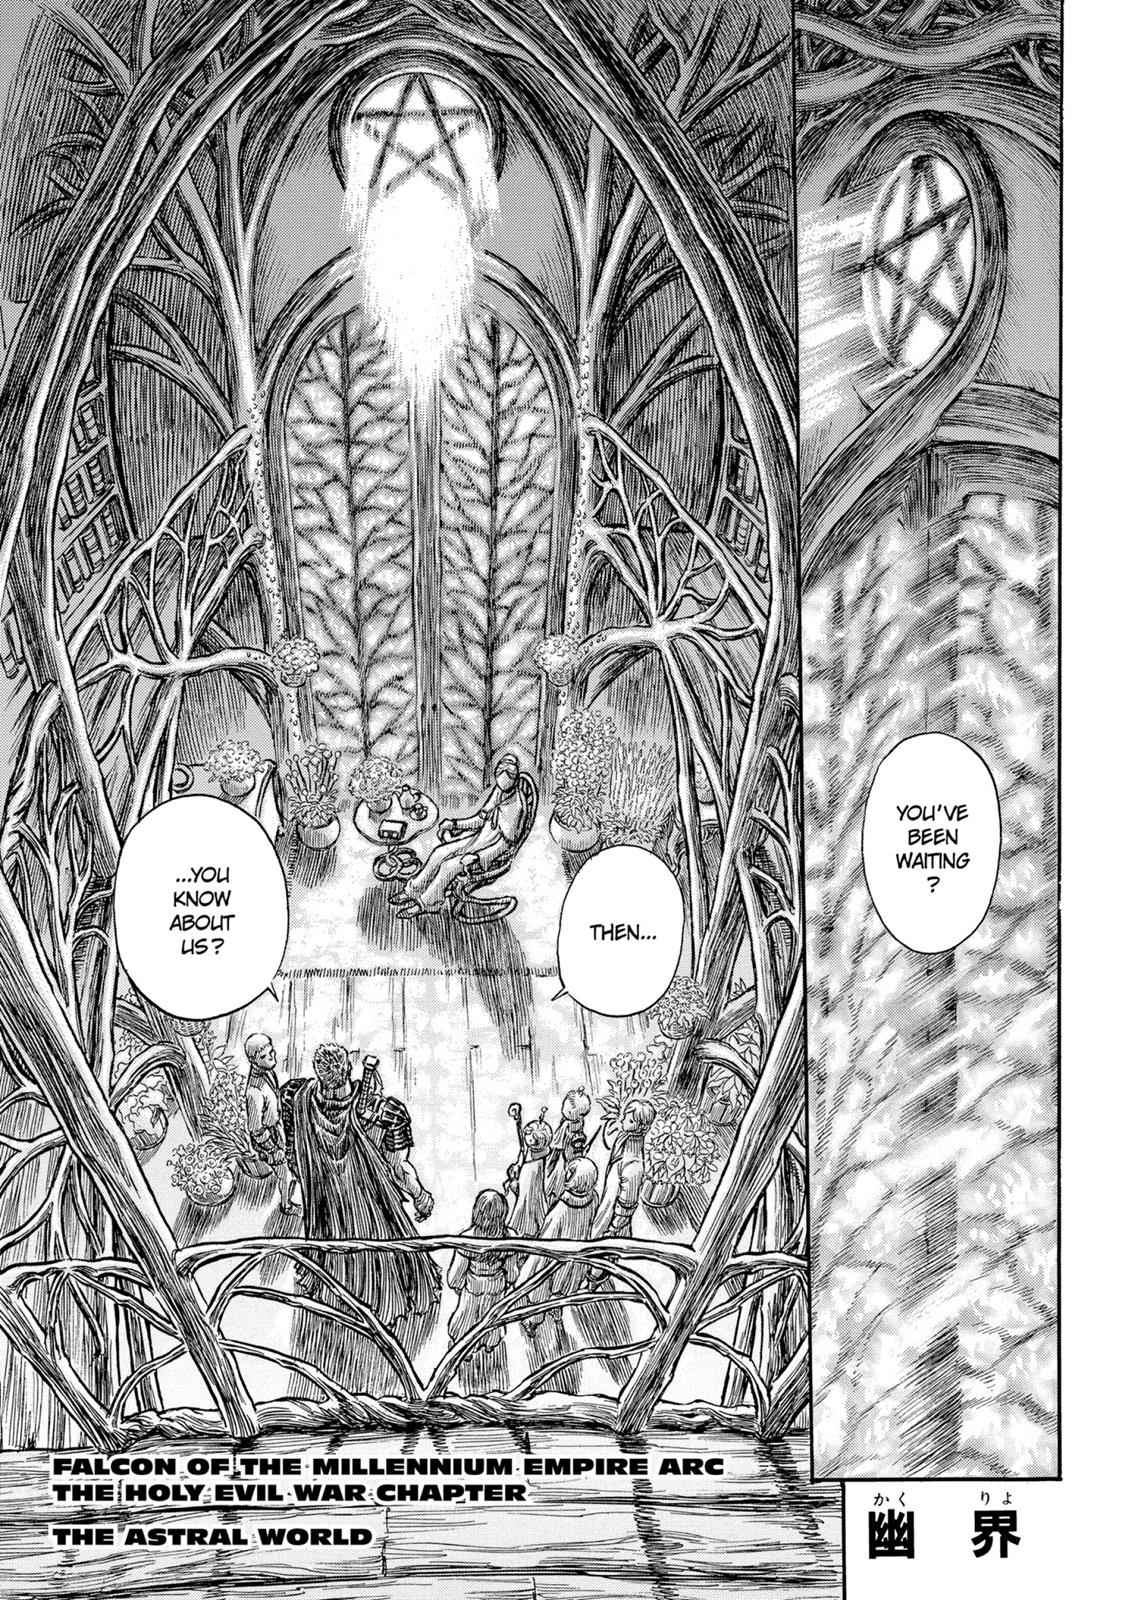 YOU'VE
BEEN
WAITING
?
THEN...
...YOU
KNOW
ABOUT
US?
FALCON OF THE MILLENNIUM EMPIRE ARC
THE HOLY EVIL WAR CHAPTER
THE ASTRAL WORLD
かく りよ
幽界